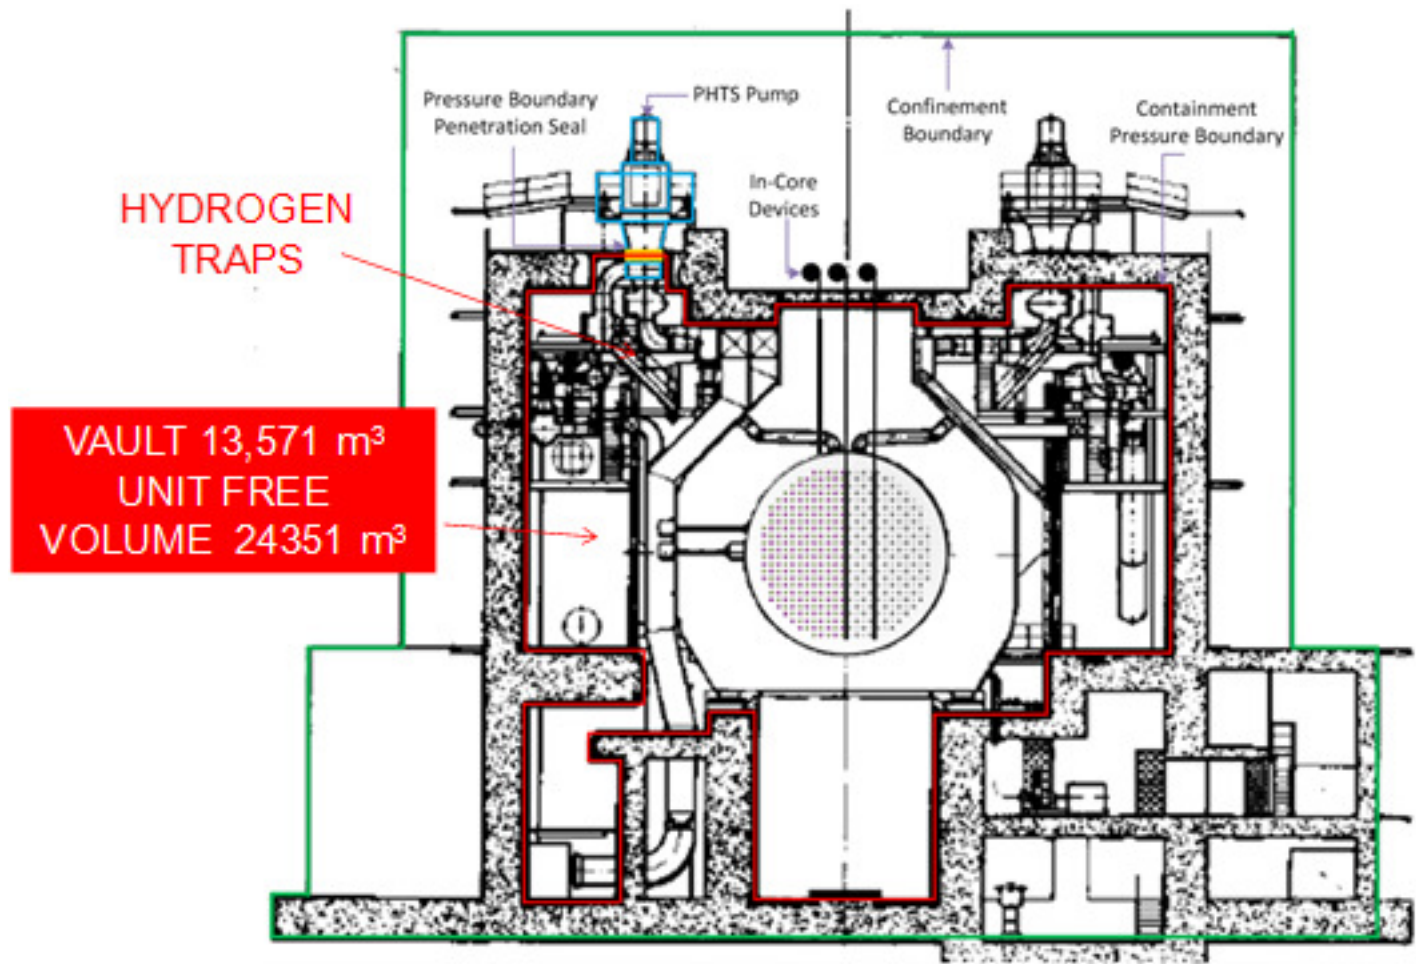 Pressure Boundary
Penetration Seal
PHTS Pump
Confinement
Boundary
Containment
Pressure Boundary
In-Core
Devices
HYDROGEN
TRAPS
VAULT 13,571 m³
UNIT FREE
VOLUME 24351 m³